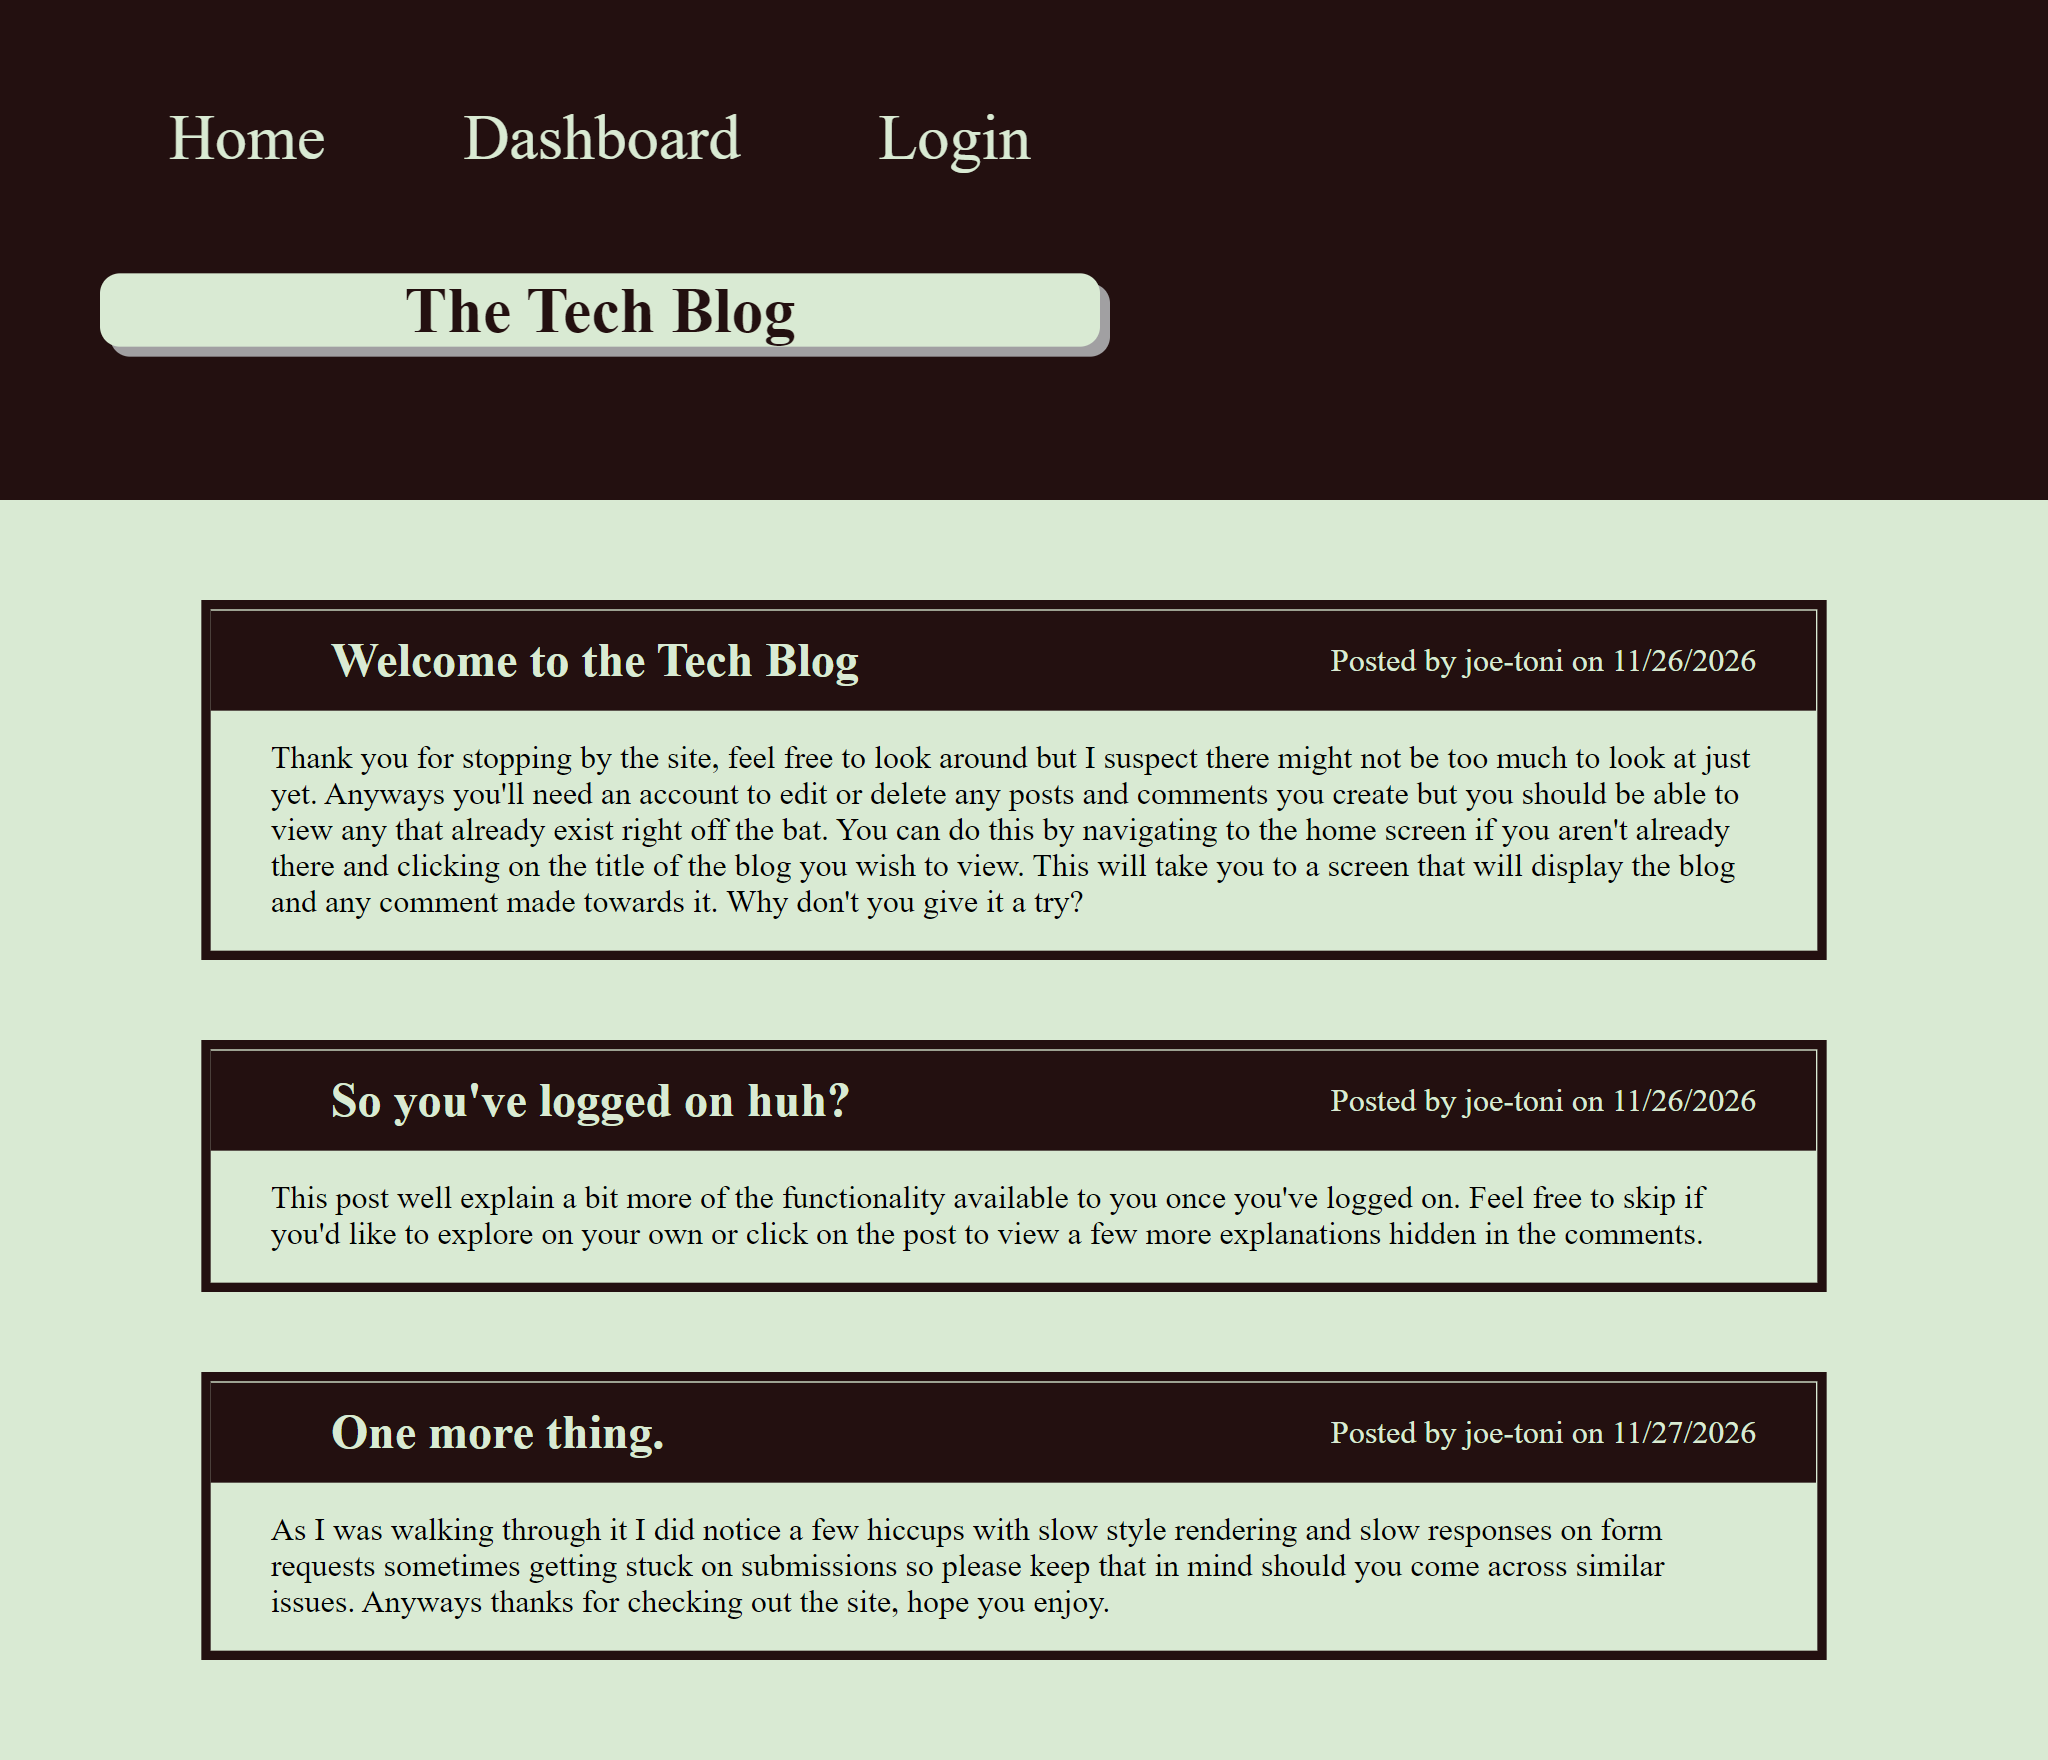 Home Dashboard Login
The Tech Blog
Welcome to the Tech Blog
Posted by joe-toni on 11/26/2026
Thank you for stopping by the site, feel free to look around but I suspect there might not be too much to look at just
yet. Anyways you'll need an account to edit or delete any posts and comments you create but you should be able to
view any that already exist right off the bat. You can do this by navigating to the home screen if you aren't already
there and clicking on the title of the blog you wish to view. This will take you to a screen that will display the blog
and any comment made towards it. Why don't you give it a try?
So you've logged on huh?
Posted by joe-toni on 11/26/2026
This post well explain a bit more of the functionality available to you once you've logged on. Feel free to skip if
you'd like to explore on your own or click on the post to view a few more explanations hidden in the comments.
One more thing.
Posted by joe-toni on 11/27/2026
As I was walking through it I did notice a few hiccups with slow style rendering and slow responses on form
requests sometimes getting stuck on submissions so please keep that in mind should you come across similar
issues. Anyways thanks for checking out the site, hope you enjoy.